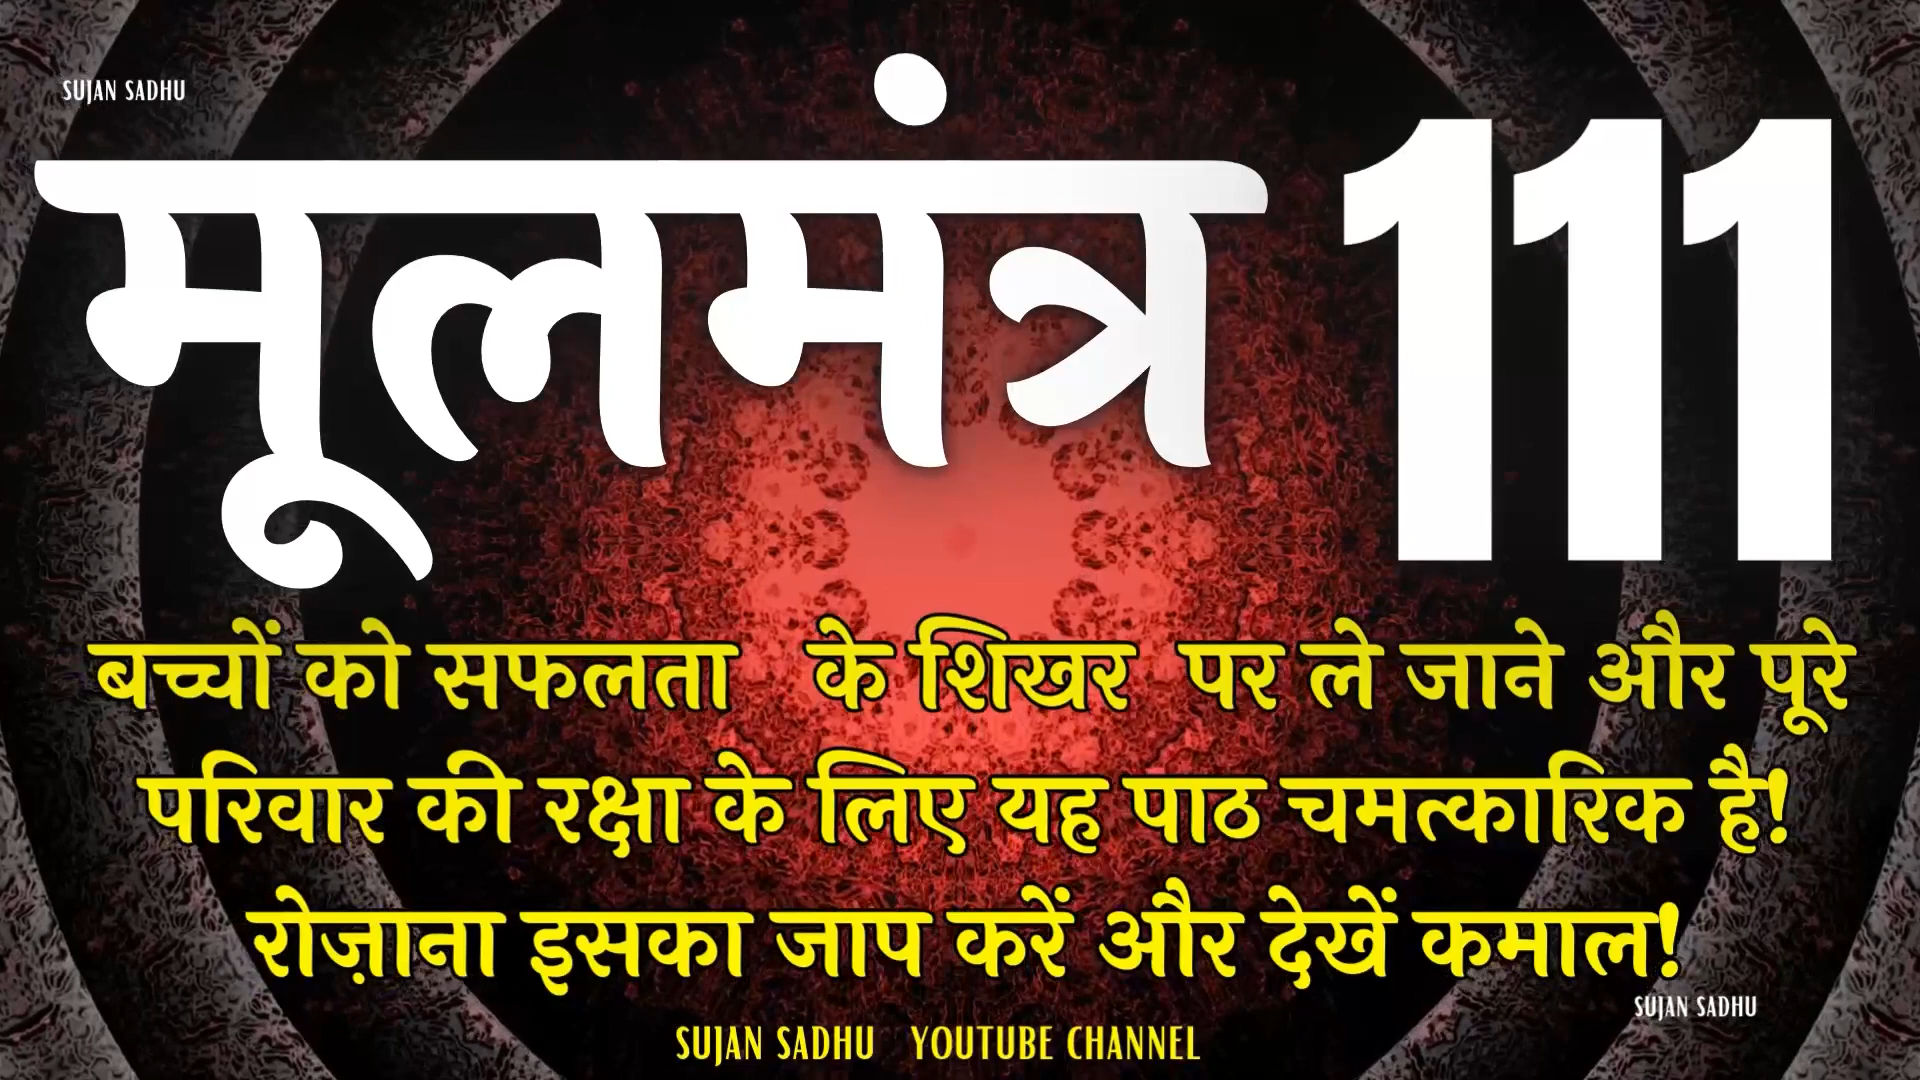 SUJAN SADHU
मूलमंत्र 111
बच्चों को सफलता के शिखर पर ले जाने और पूरे
परिवार की रक्षा के लिए यह पाठ चमत्कारिक है!
रोज़ाना इसका जाप करें और देखें कमाल!
SUJAN SADHU
SUJAN SADHU YOUTUBE CHANNEL